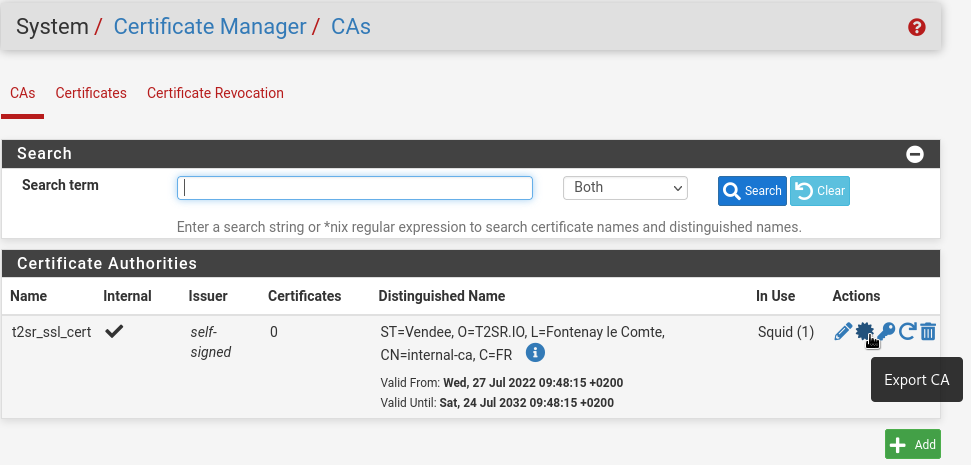 System / Certificate Manager / CAs
CAs Certificates Certificate Revocation
Search
Search term Both Search Clear
Enter a search string or *nix regular expression to search certificate names and distinguished names.
Certificate Authorities
Name Internal Issuer Certificates Distinguished Name In Use Actions
t2sr_ssl_cert self-signed 0 ST=Vendee, O=T2SR.IO, L=Fontenay le Comte, Squid (1)
CN=internal-ca, C=FR
Valid From: Wed, 27 Jul 2022 09:48:15 +0200
Valid Until: Sat, 24 Jul 2032 09:48:15 +0200
Export CA
Add